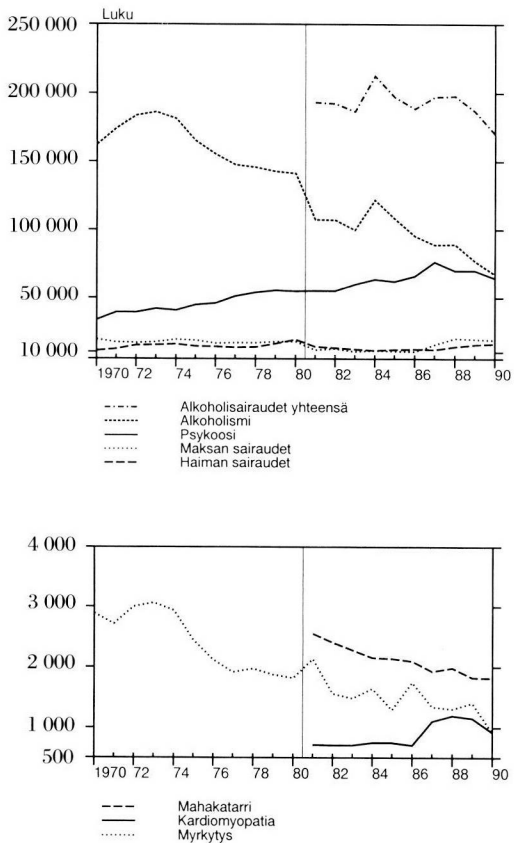 Luku
250 000
200 000
150 000
100 000
50 000
10 000
1970 72 74 76 78 80 82 84 86 88 90
Alkoholisairaudet yhteensä
Alkoholismi
Psykoosi
Maksan sairaudet
Haiman sairaudet
4 000
3 000
2 000
1 000
500
1970 72 74 76 78 80 82 84 86 88 90
Mahakatarri
Kardiomyopatia
Myrkytys